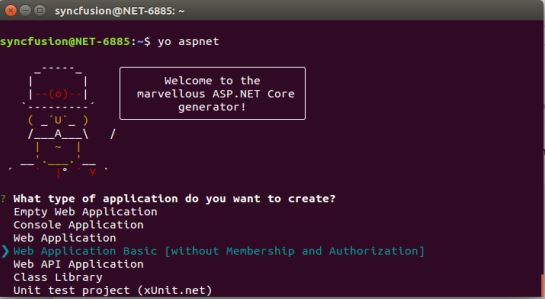 syncfusion@NET-6885: ~
syncfusion@NET-6885:~$ yo aspnet
Welcome to the
marvellous ASP.NET Core
generator!
? What type of application do you want to create?
Empty Web Application
Console Application
Web Application
❯ Web Application Basic [without Membership and Authorization]
Web API Application
Class Library
Unit test project (xUnit.net)